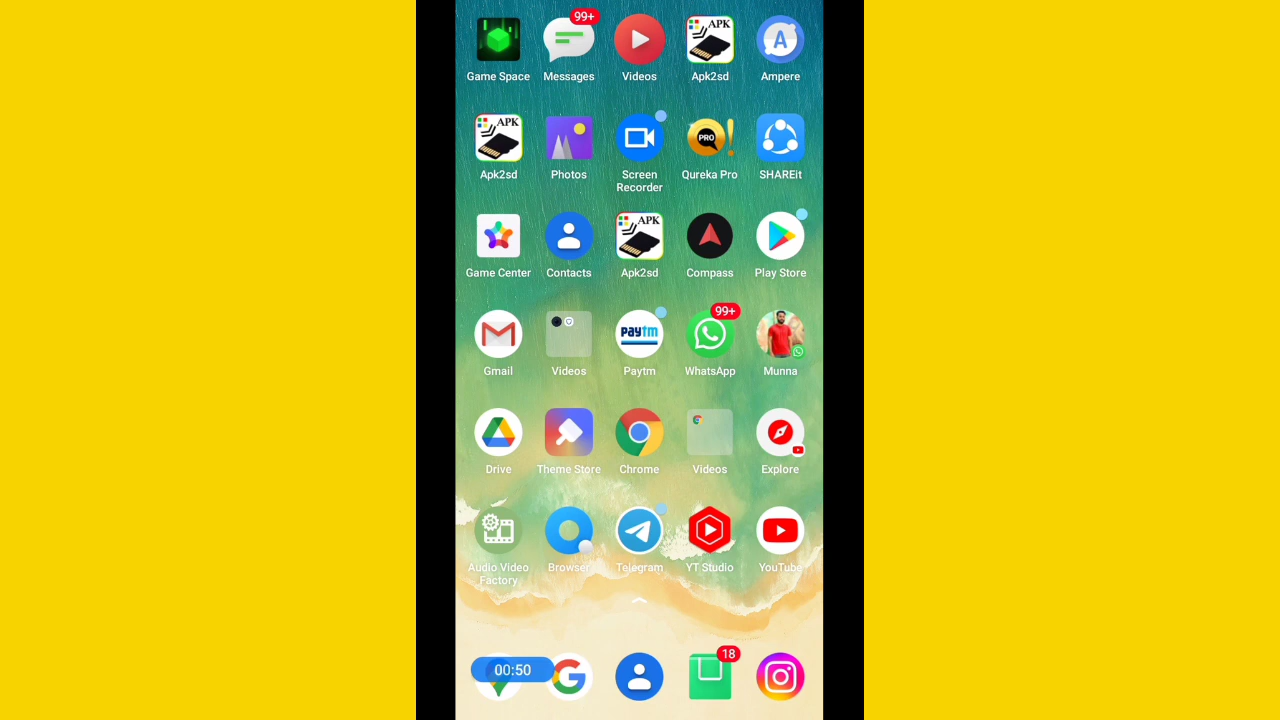 99+
Game Space Messages Videos APK Apk2sd A Ampere
APK Apk2sd Photos Screen Recorder PRO ! Qureka Pro SHAREit
Game Center Contacts APK Apk2sd Compass Play Store
99+
Gmail Videos paytm Paytm WhatsApp Munna
Drive Theme Store Chrome Videos Explore
Audio Video Factory Browser Telegram YT Studio YouTube
00:50 G 18